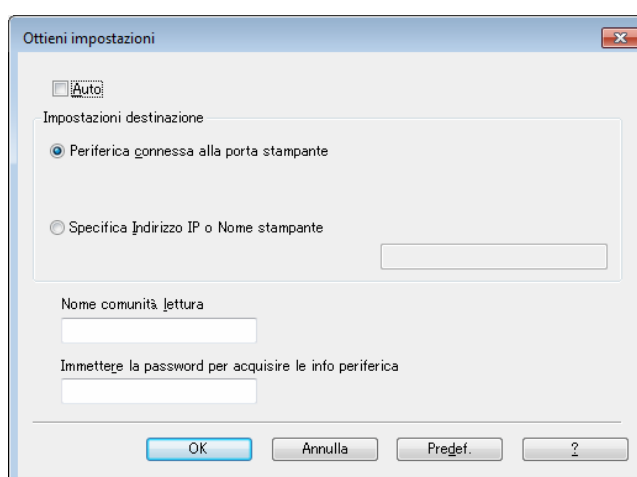 Ottieni impostazioni
Auto
Impostazioni destinazione
Periferica connessa alla porta stampante
Specifica Indirizzo IP o Nome stampante
Nome comunità lettura
Immettere la password per acquisire le info periferica
OK Annulla Predef. ?